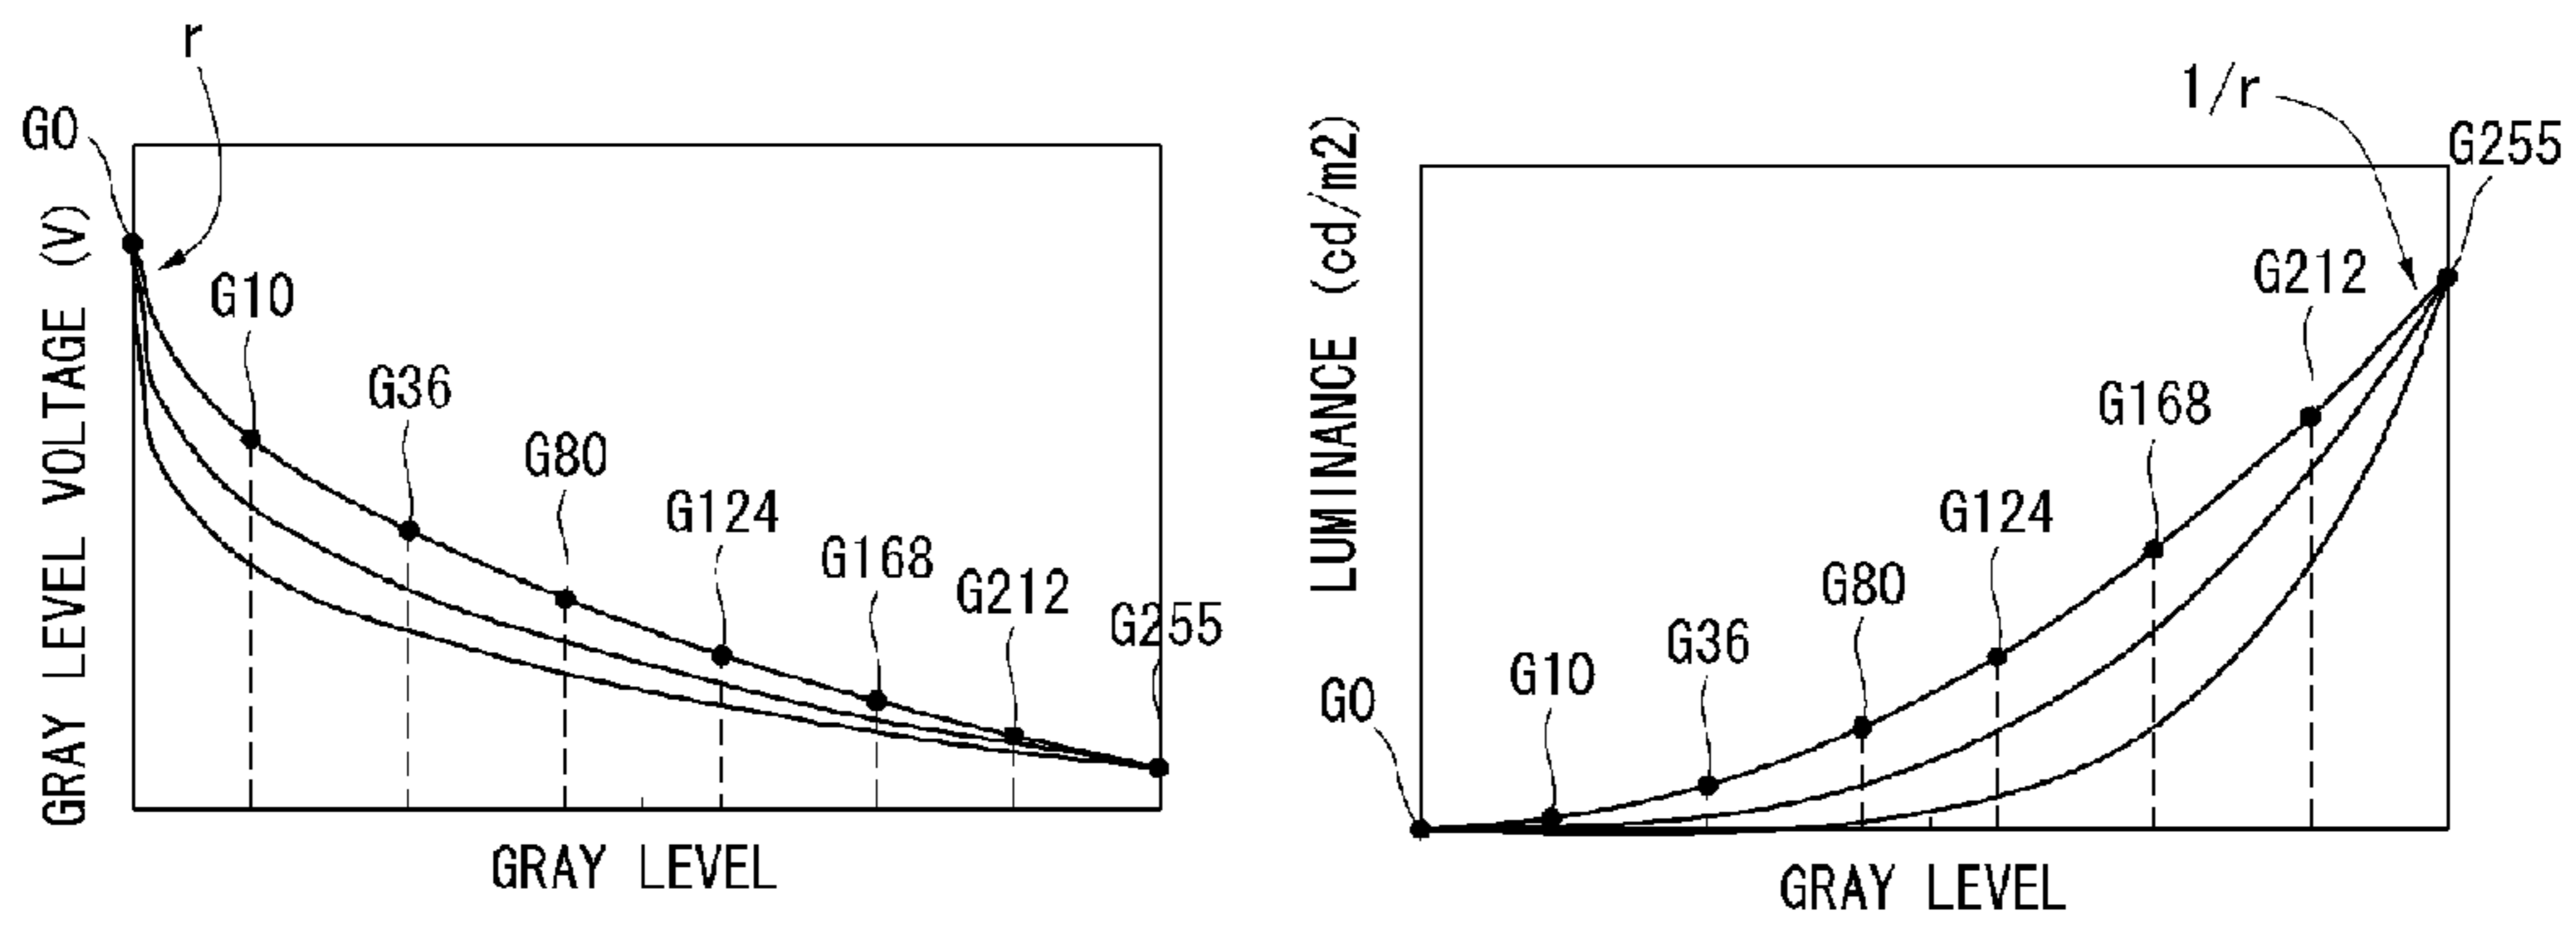 r
G0
G10
G36
G80
G124
G168
G212
G255
GRAY LEVEL VOLTAGE (V)
GRAY LEVEL
1/r
G255
G212
G168
G124
G80
G36
G10
G0
LUMINANCE (cd/m2)
GRAY LEVEL